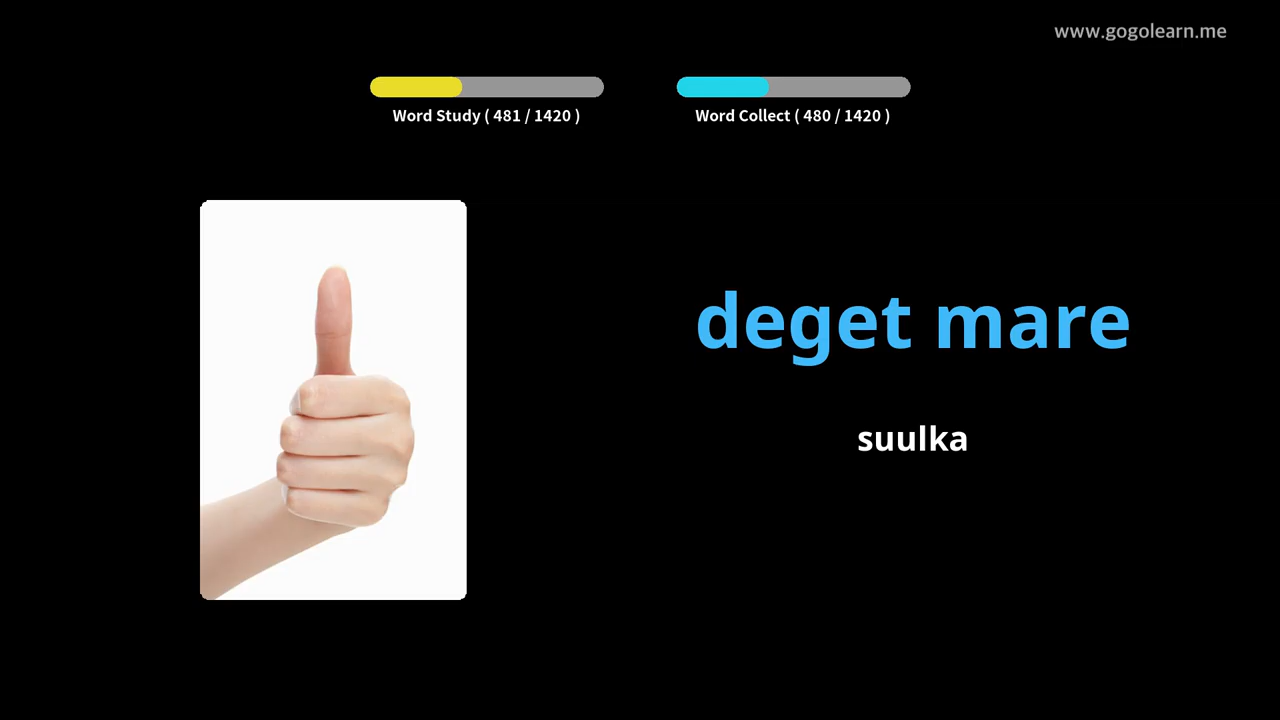 www.gogolearn.me
Word Study ( 481 / 1420 )
Word Collect ( 480 / 1420 )
deget mare
suulka